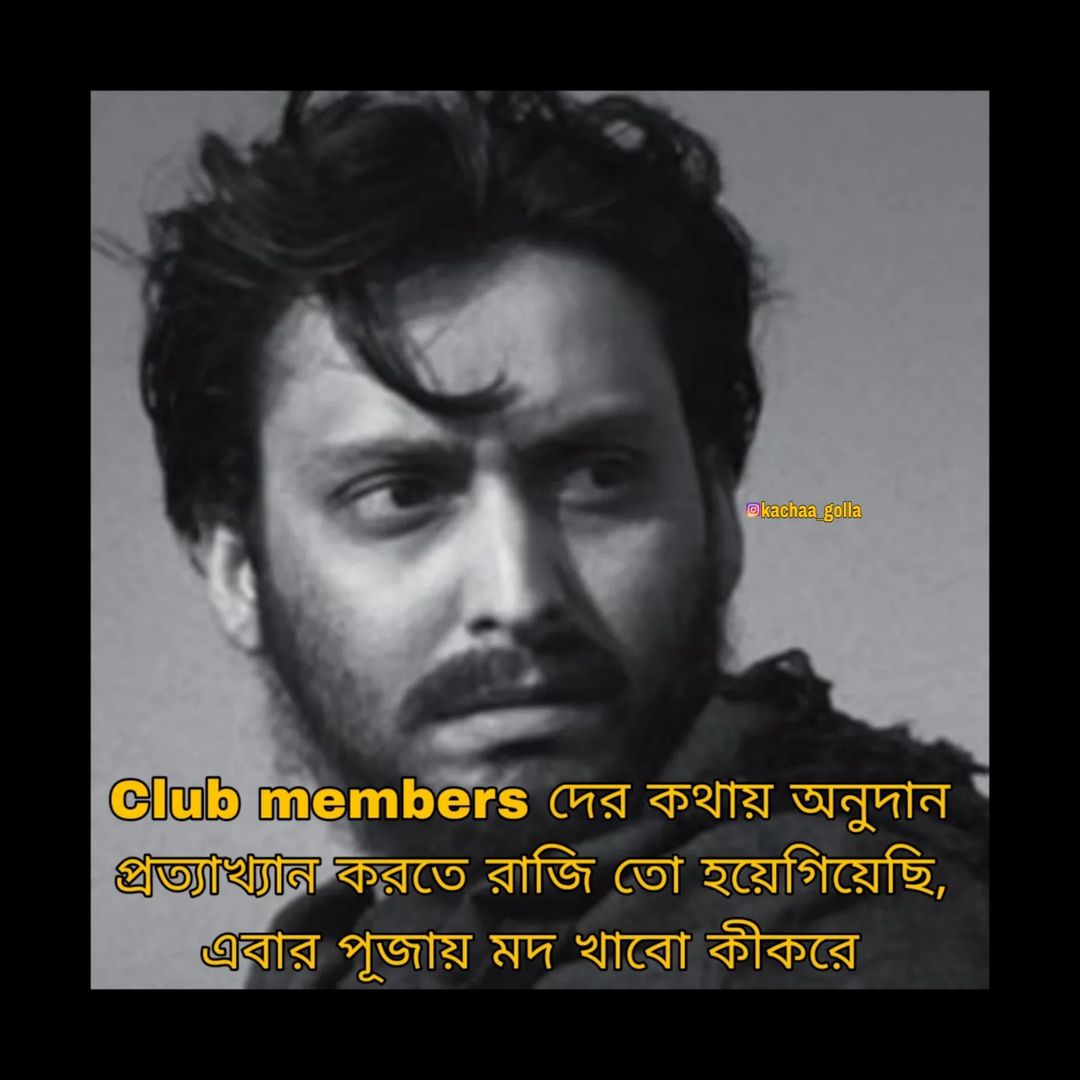 @kachaa_golla
Club members দের কথায় অনুদান
প্রত্যাখ্যান করতে রাজি তো হয়েগিয়েছি,
এবার পূজায় মদ খাবো কীকরে